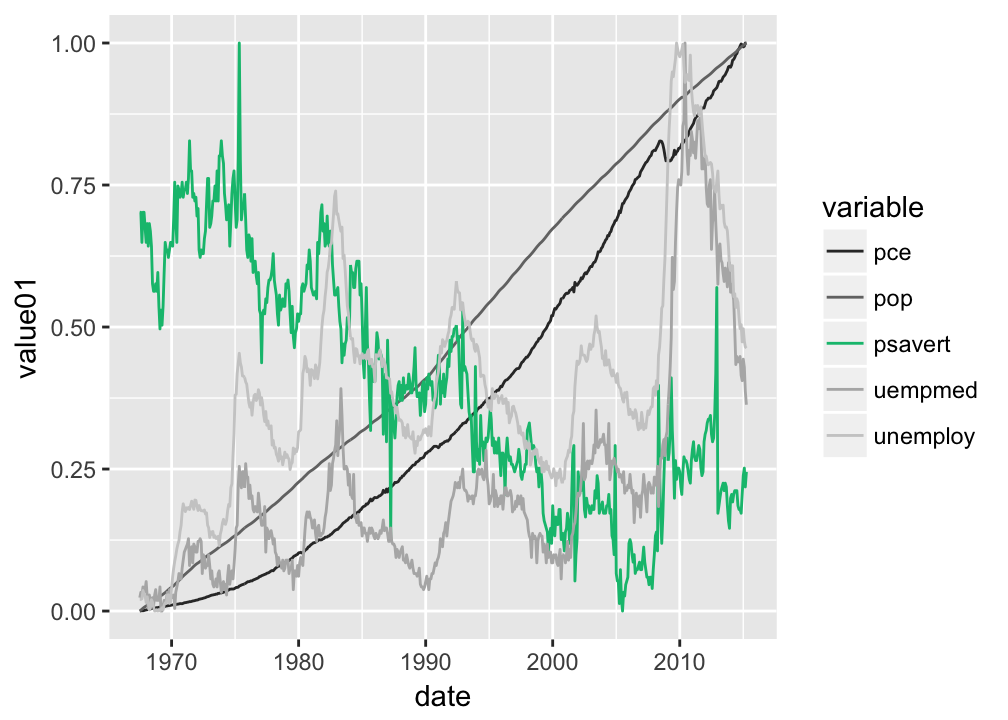 1.00
0.75
0.50
0.25
0.00
value01
1970 1980 1990 2000 2010
date
variable
pce
pop
psavert
uempmed
unemploy